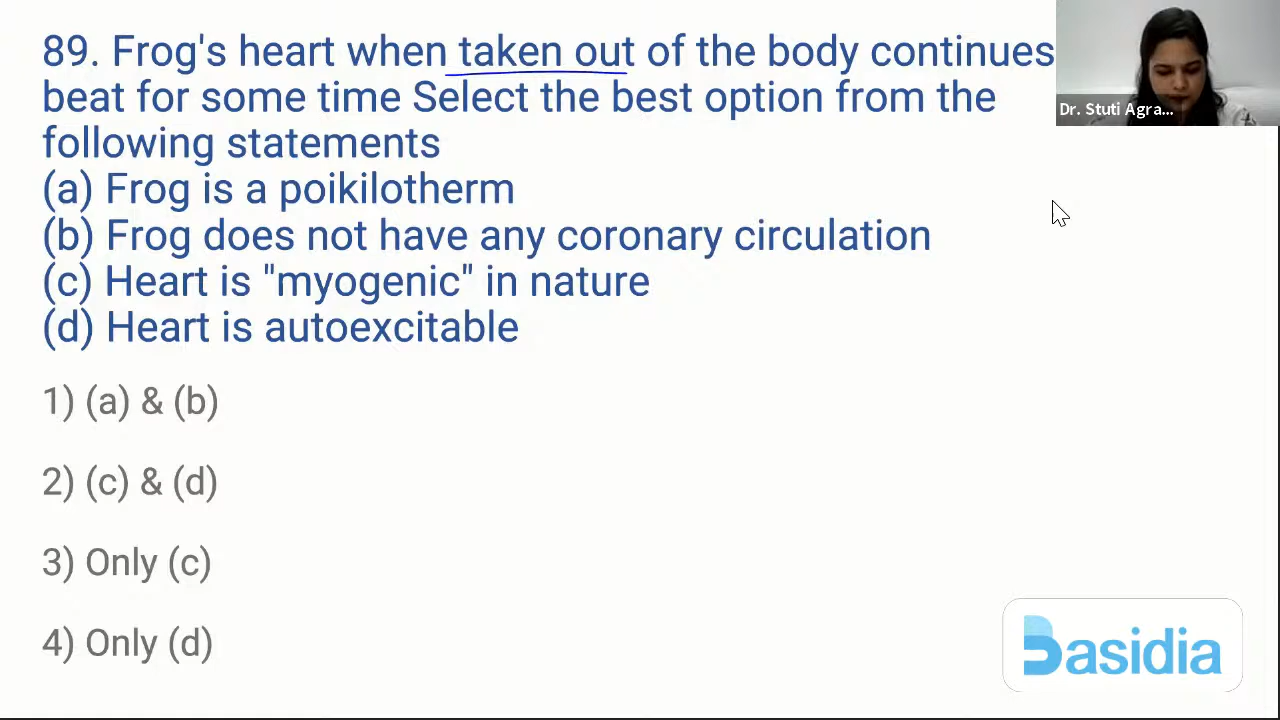 89. Frog's heart when taken out of the body continues
beat for some time Select the best option from the
following statements
(a) Frog is a poikilotherm
(b) Frog does not have any coronary circulation
(c) Heart is "myogenic" in nature
(d) Heart is autoexcitable
1) (a) & (b)
2) (c) & (d)
3) Only (c)
4) Only (d)
Dr. Stuti Agra...
Basidia